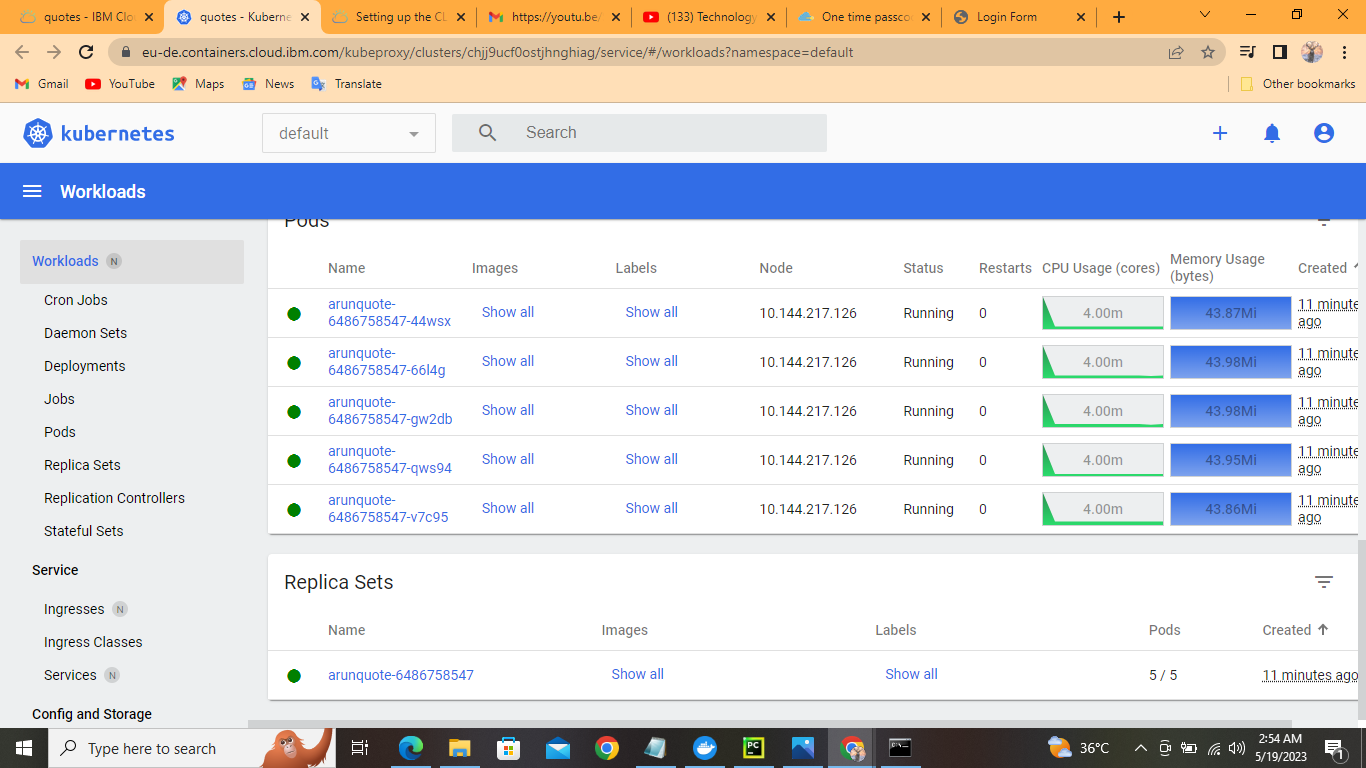 quotes - IBM Clou
quotes - Kuberne
Setting up the CL
https://youtu.be/
(133) Technology
One time passco
Login Form
eu-de.containers.cloud.ibm.com/kubeproxy/clusters/chjj9ucf0ostjhnghiag/service/#/workloads?namespace=default
Gmail
YouTube
Maps
News
Translate
Other bookmarks
kubernetes
default
Search
Workloads
Workloads N
Cron Jobs
Daemon Sets
Deployments
Jobs
Pods
Replica Sets
Replication Controllers
Stateful Sets
Service
Ingresses N
Ingress Classes
Services N
Config and Storage
Pods
Name Images Labels Node Status Restarts CPU Usage (cores) Memory Usage (bytes) Created
arunquote-
6486758547-44wsx Show all Show all 10.144.217.126 Running 0 4.00m 43.87Mi 11 minute
ago
arunquote-
6486758547-66l4g Show all Show all 10.144.217.126 Running 0 4.00m 43.98Mi 11 minute
ago
arunquote-
6486758547-gw2db Show all Show all 10.144.217.126 Running 0 4.00m 43.98Mi 11 minute
ago
arunquote-
6486758547-qws94 Show all Show all 10.144.217.126 Running 0 4.00m 43.95Mi 11 minute
ago
arunquote-
6486758547-v7c95 Show all Show all 10.144.217.126 Running 0 4.00m 43.86Mi 11 minute
ago
Replica Sets
Name Images Labels Pods Created
arunquote-6486758547 Show all Show all 5 / 5 11 minutes ago
Type here to search
PC
36°C
2:54 AM
5/19/2023
1